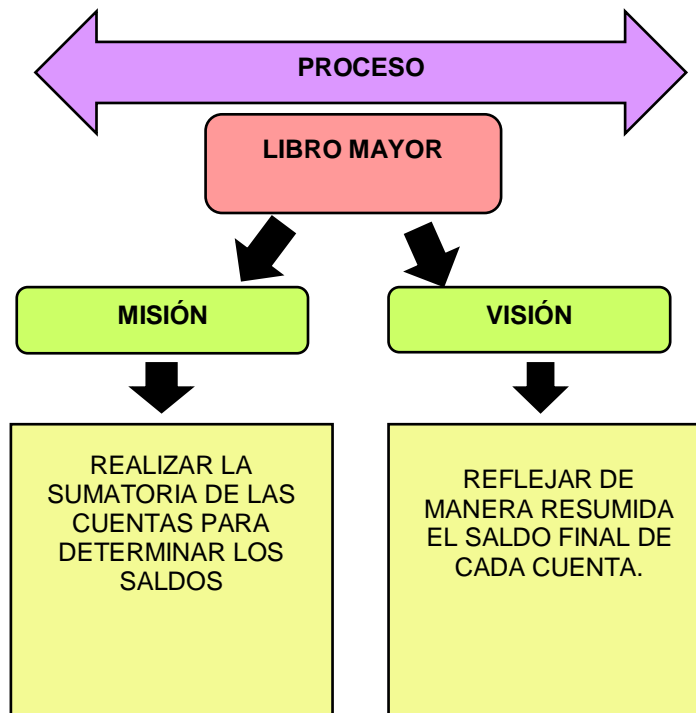 PROCESO
LIBRO MAYOR
MISIÓN
VISIÓN
REALIZAR LA
SUMATORIA DE LAS
CUENTAS PARA
DETERMINAR LOS
SALDOS
REFLEJAR DE
MANERA RESUMIDA
EL SALDO FINAL DE
CADA CUENTA.